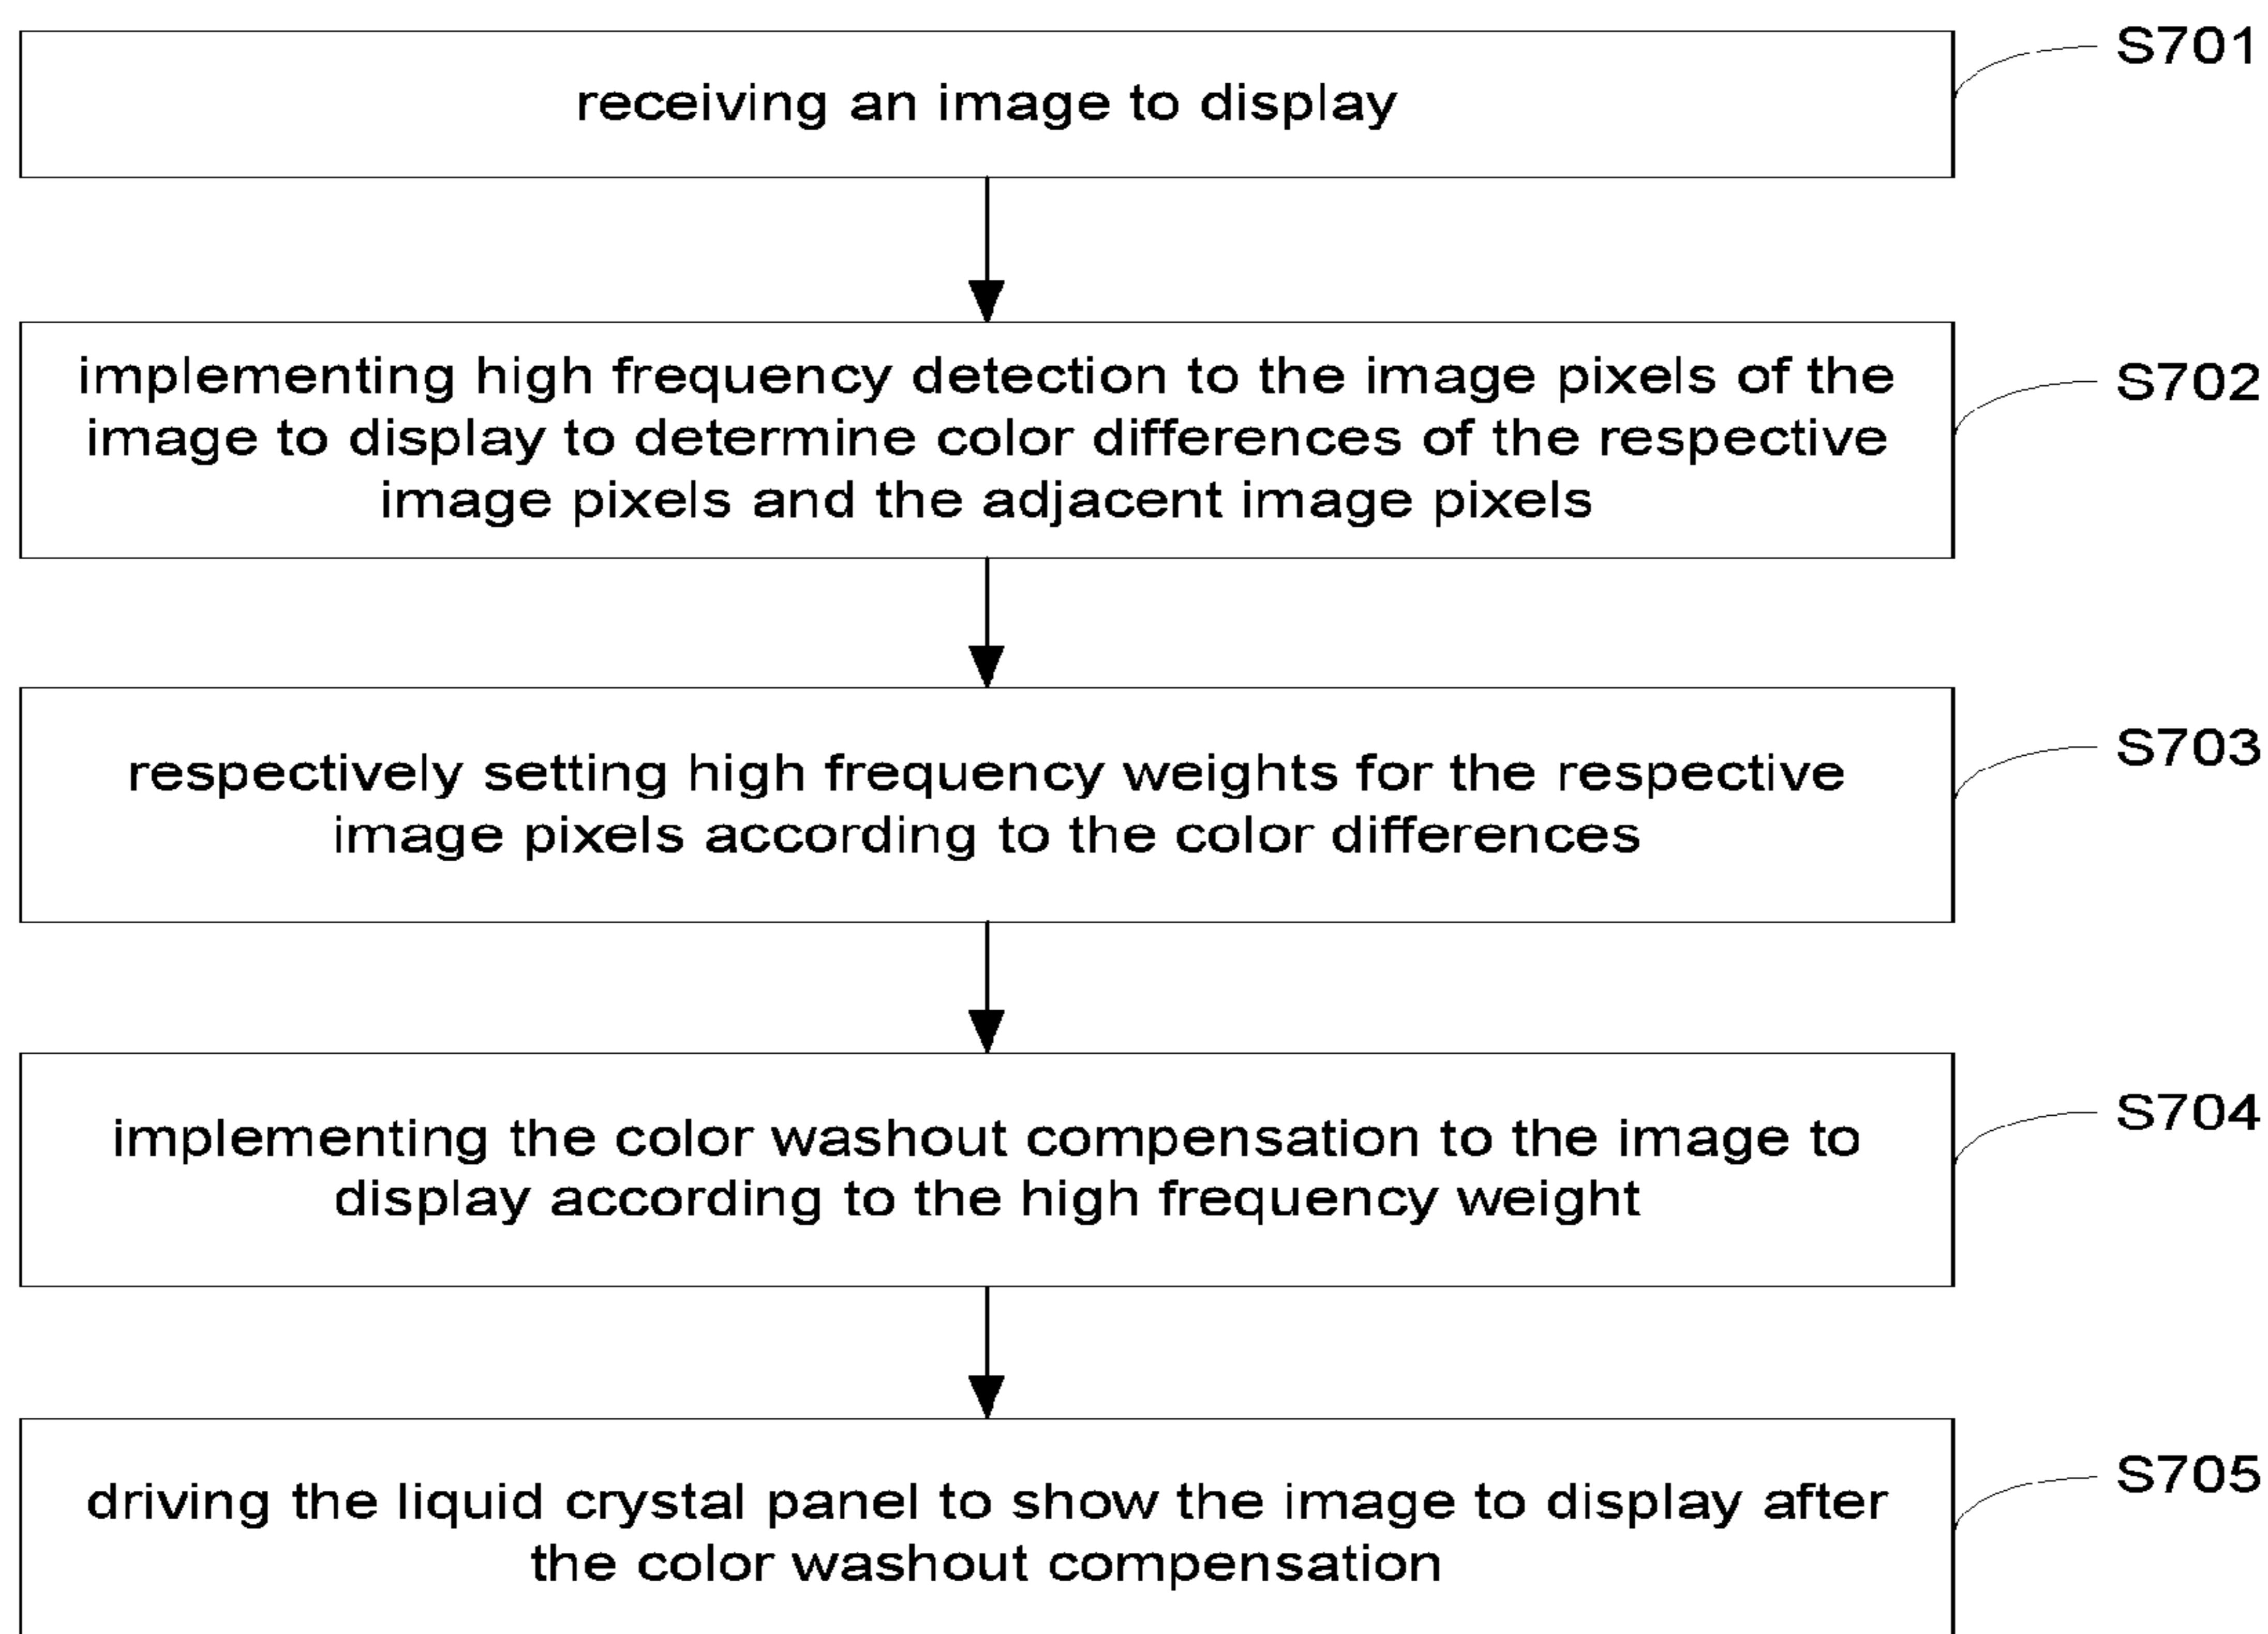 receiving an image to display
S701
implementing high frequency detection to the image pixels of the
image to display to determine color differences of the respective
image pixels and the adjacent image pixels
S702
respectively setting high frequency weights for the respective
image pixels according to the color differences
S703
implementing the color washout compensation to the image to
display according to the high frequency weight
S704
driving the liquid crystal panel to show the image to display after
the color washout compensation
S705